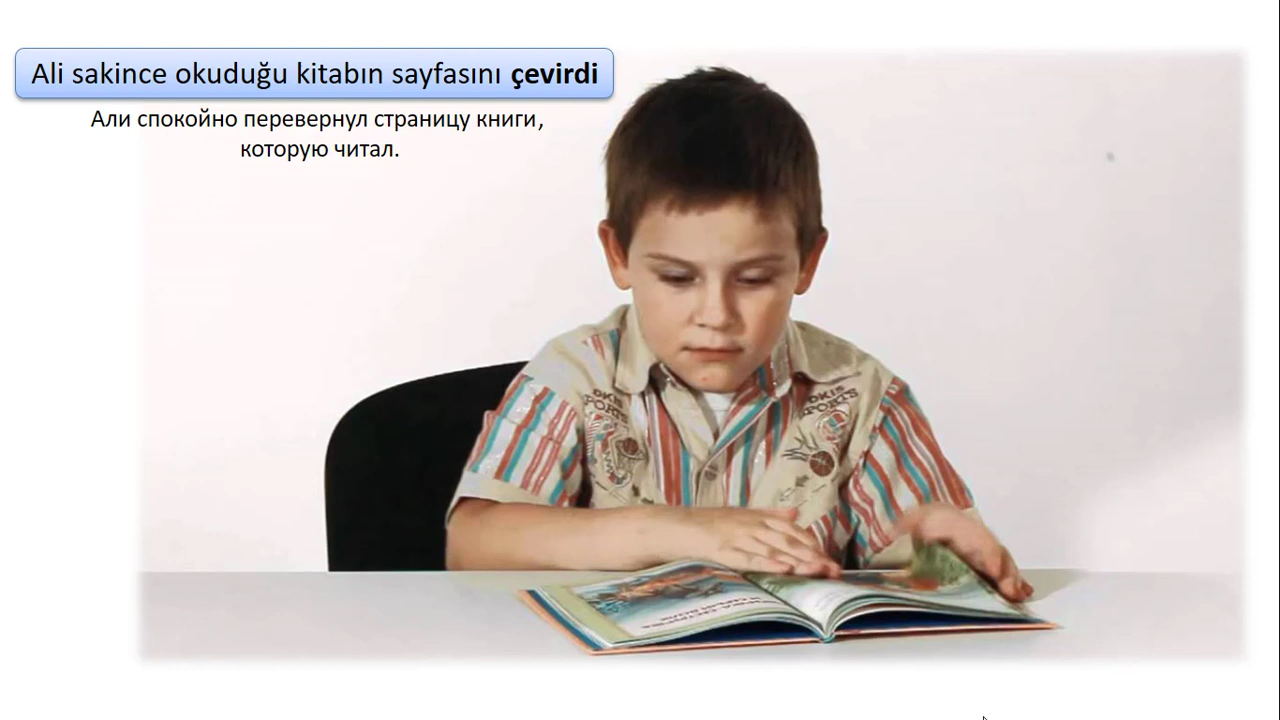 Ali sakince okuduğu kitabın sayfasını çevirdi
Али спокойно перевернул страницу книги,
которую читал.